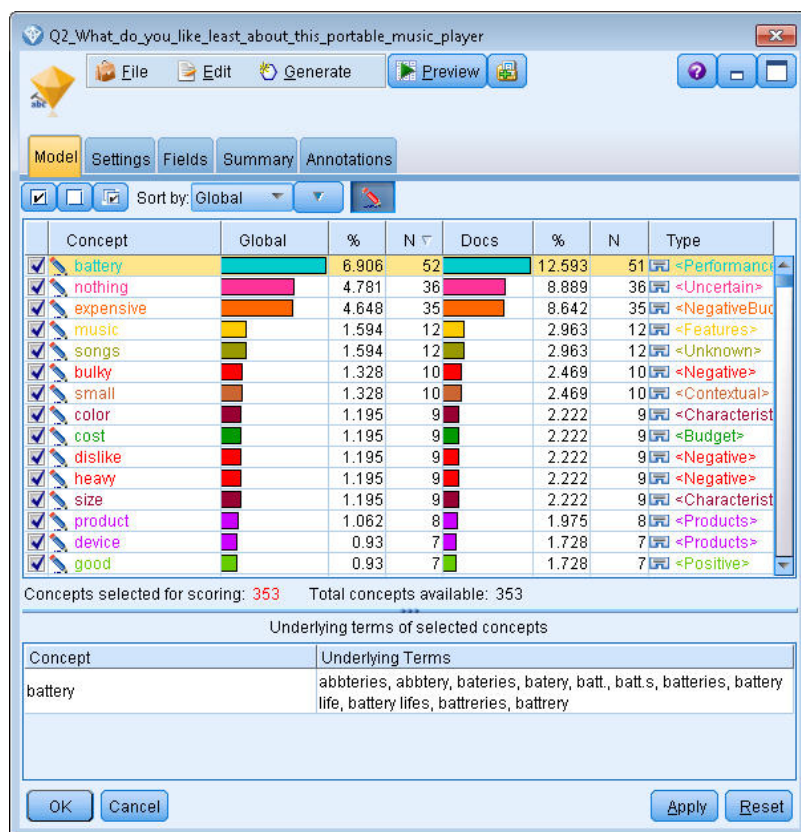 Q2_What_do_you_like_least_about_this_portable_music_player
File Edit Generate Preview
abc
Model Settings Fields Summary Annotations
Sort by: Global
Concept Global % N Docs % N Type
battery 6.906 52 12.593 51 <Performance
nothing 4.781 36 8.889 36 <Uncertain>
expensive 4.648 35 8.642 35 <NegativeBud
music 1.594 12 2.963 12 <Features>
songs 1.594 12 2.963 12 <Unknown>
bulky 1.328 10 2.469 10 <Negative>
small 1.328 10 2.469 10 <Contextual>
color 1.195 9 2.222 9 <Characterist
cost 1.195 9 2.222 9 <Budget>
dislike 1.195 9 2.222 9 <Negative>
heavy 1.195 9 2.222 9 <Negative>
size 1.195 9 2.222 9 <Characterist
product 1.062 8 1.975 8 <Products>
device 0.93 7 1.728 7 <Products>
good 0.93 7 1.728 7 <Positive>
Concepts selected for scoring: 353 Total concepts available: 353
Underlying terms of selected concepts
Concept Underlying Terms
battery abbteries, abbtery, bateries, batery, batt., batt.s, batteries, battery
life, battery lifes, battreries, battrery
OK Cancel Apply Reset